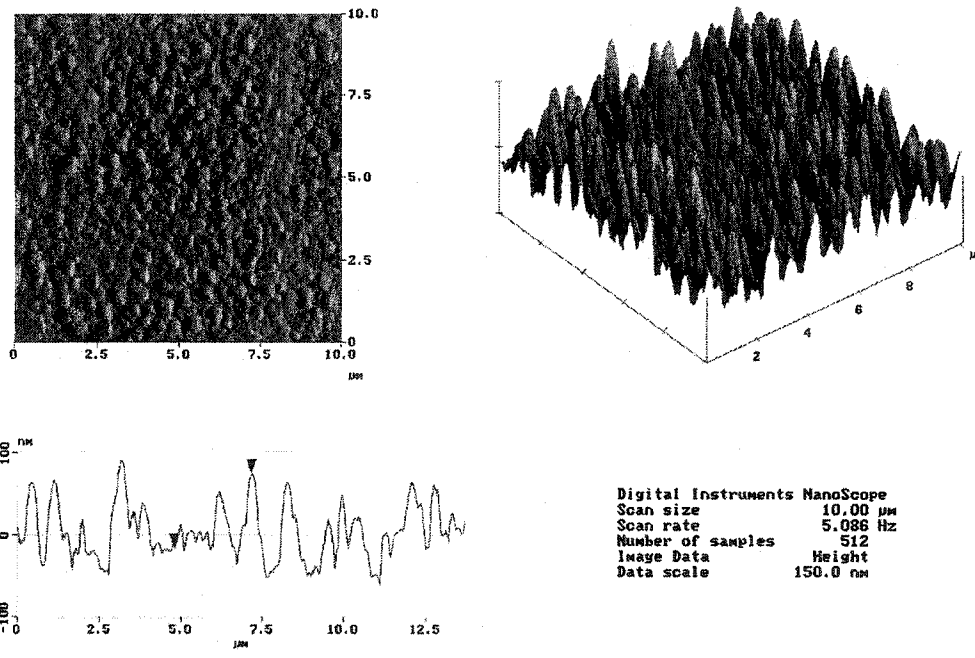 10.0
7.5
5.0
2.5
0
0 2.5 5.0 7.5 10.0
μm
2 4 6 8
μ
nm
100
0
-100
0 2.5 5.0 7.5 10.0 12.5
μm
Digital Instruments NanoScope
Scan size 10.00 μm
Scan rate 5.086 Hz
Number of samples 512
Image Data Height
Data scale 150.0 nm